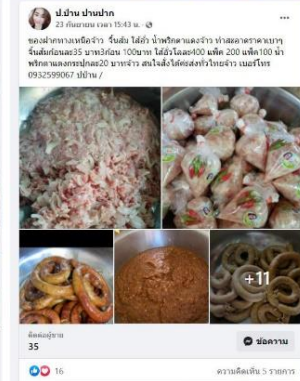 ป.ป้าน ปานปาก
23 กันยายน เวลา 15:43 น.
ของฝากทางเหนือจ้าว จิ้นส้ม ไส้อั่ว น้ำพริกตาแดงจ้าว ทำสะอาดราคาเบาๆ
จิ้นส้มก้อนละ35 บาท3ก้อน 100บาท ไส้อั่วโลละ400 แพ็ค 200 แพ็ค100 น้ำ
พริกตาแดงกระปุกละ20 บาทจ้าว สนใจสั่งได้ค่ะส่งทั่วไทยจ้าว เบอร์โทร
0932599067 ป.ป้าน /
+11
ติดต่อผู้ขาย
35
ข้อความ
16
ความคิดเห็น 5 รายการ